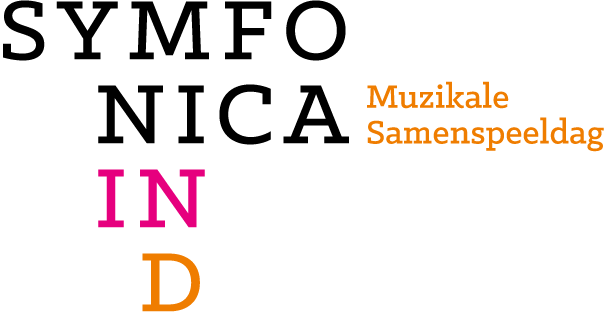 SYMFO
NICA
Muzikale
Samenspeeldag
IN
D